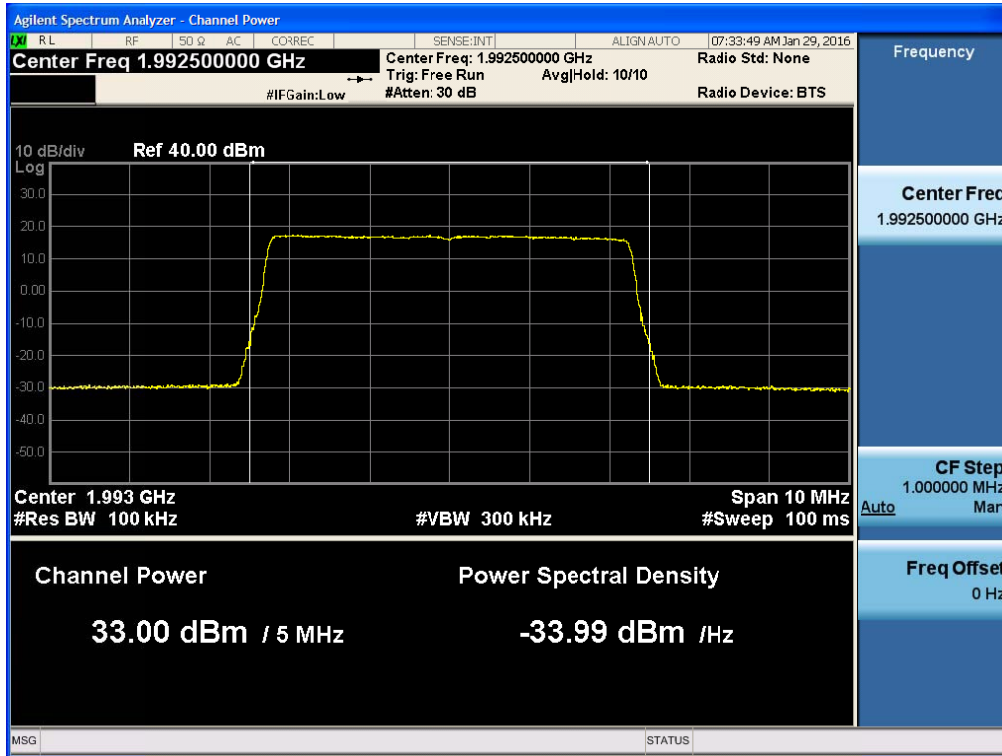 Agilent Spectrum Analyzer - Channel Power
LXI RL RF 50 Ω AC CORREC SENSE:INT ALIGN AUTO 07:33:49 AM Jan 29, 2016
Center Freq 1.992500000 GHz
Center Freq: 1.992500000 GHz Radio Std: None
Trig: Free Run Avg|Hold: 10/10
#IFGain:Low #Atten: 30 dB Radio Device: BTS
Frequency
10 dB/div Ref 40.00 dBm
Log
30.0
20.0
10.0
0.00
-10.0
-20.0
-30.0
-40.0
-50.0
Center Freq
1.992500000 GHz
Center 1.993 GHz Span 10 MHz
#Res BW 100 kHz #VBW 300 kHz #Sweep 100 ms
CF Step
1.000000 MHz
Auto Man
Channel Power Power Spectral Density
33.00 dBm / 5 MHz -33.99 dBm /Hz
Freq Offset
0 Hz
MSG STATUS